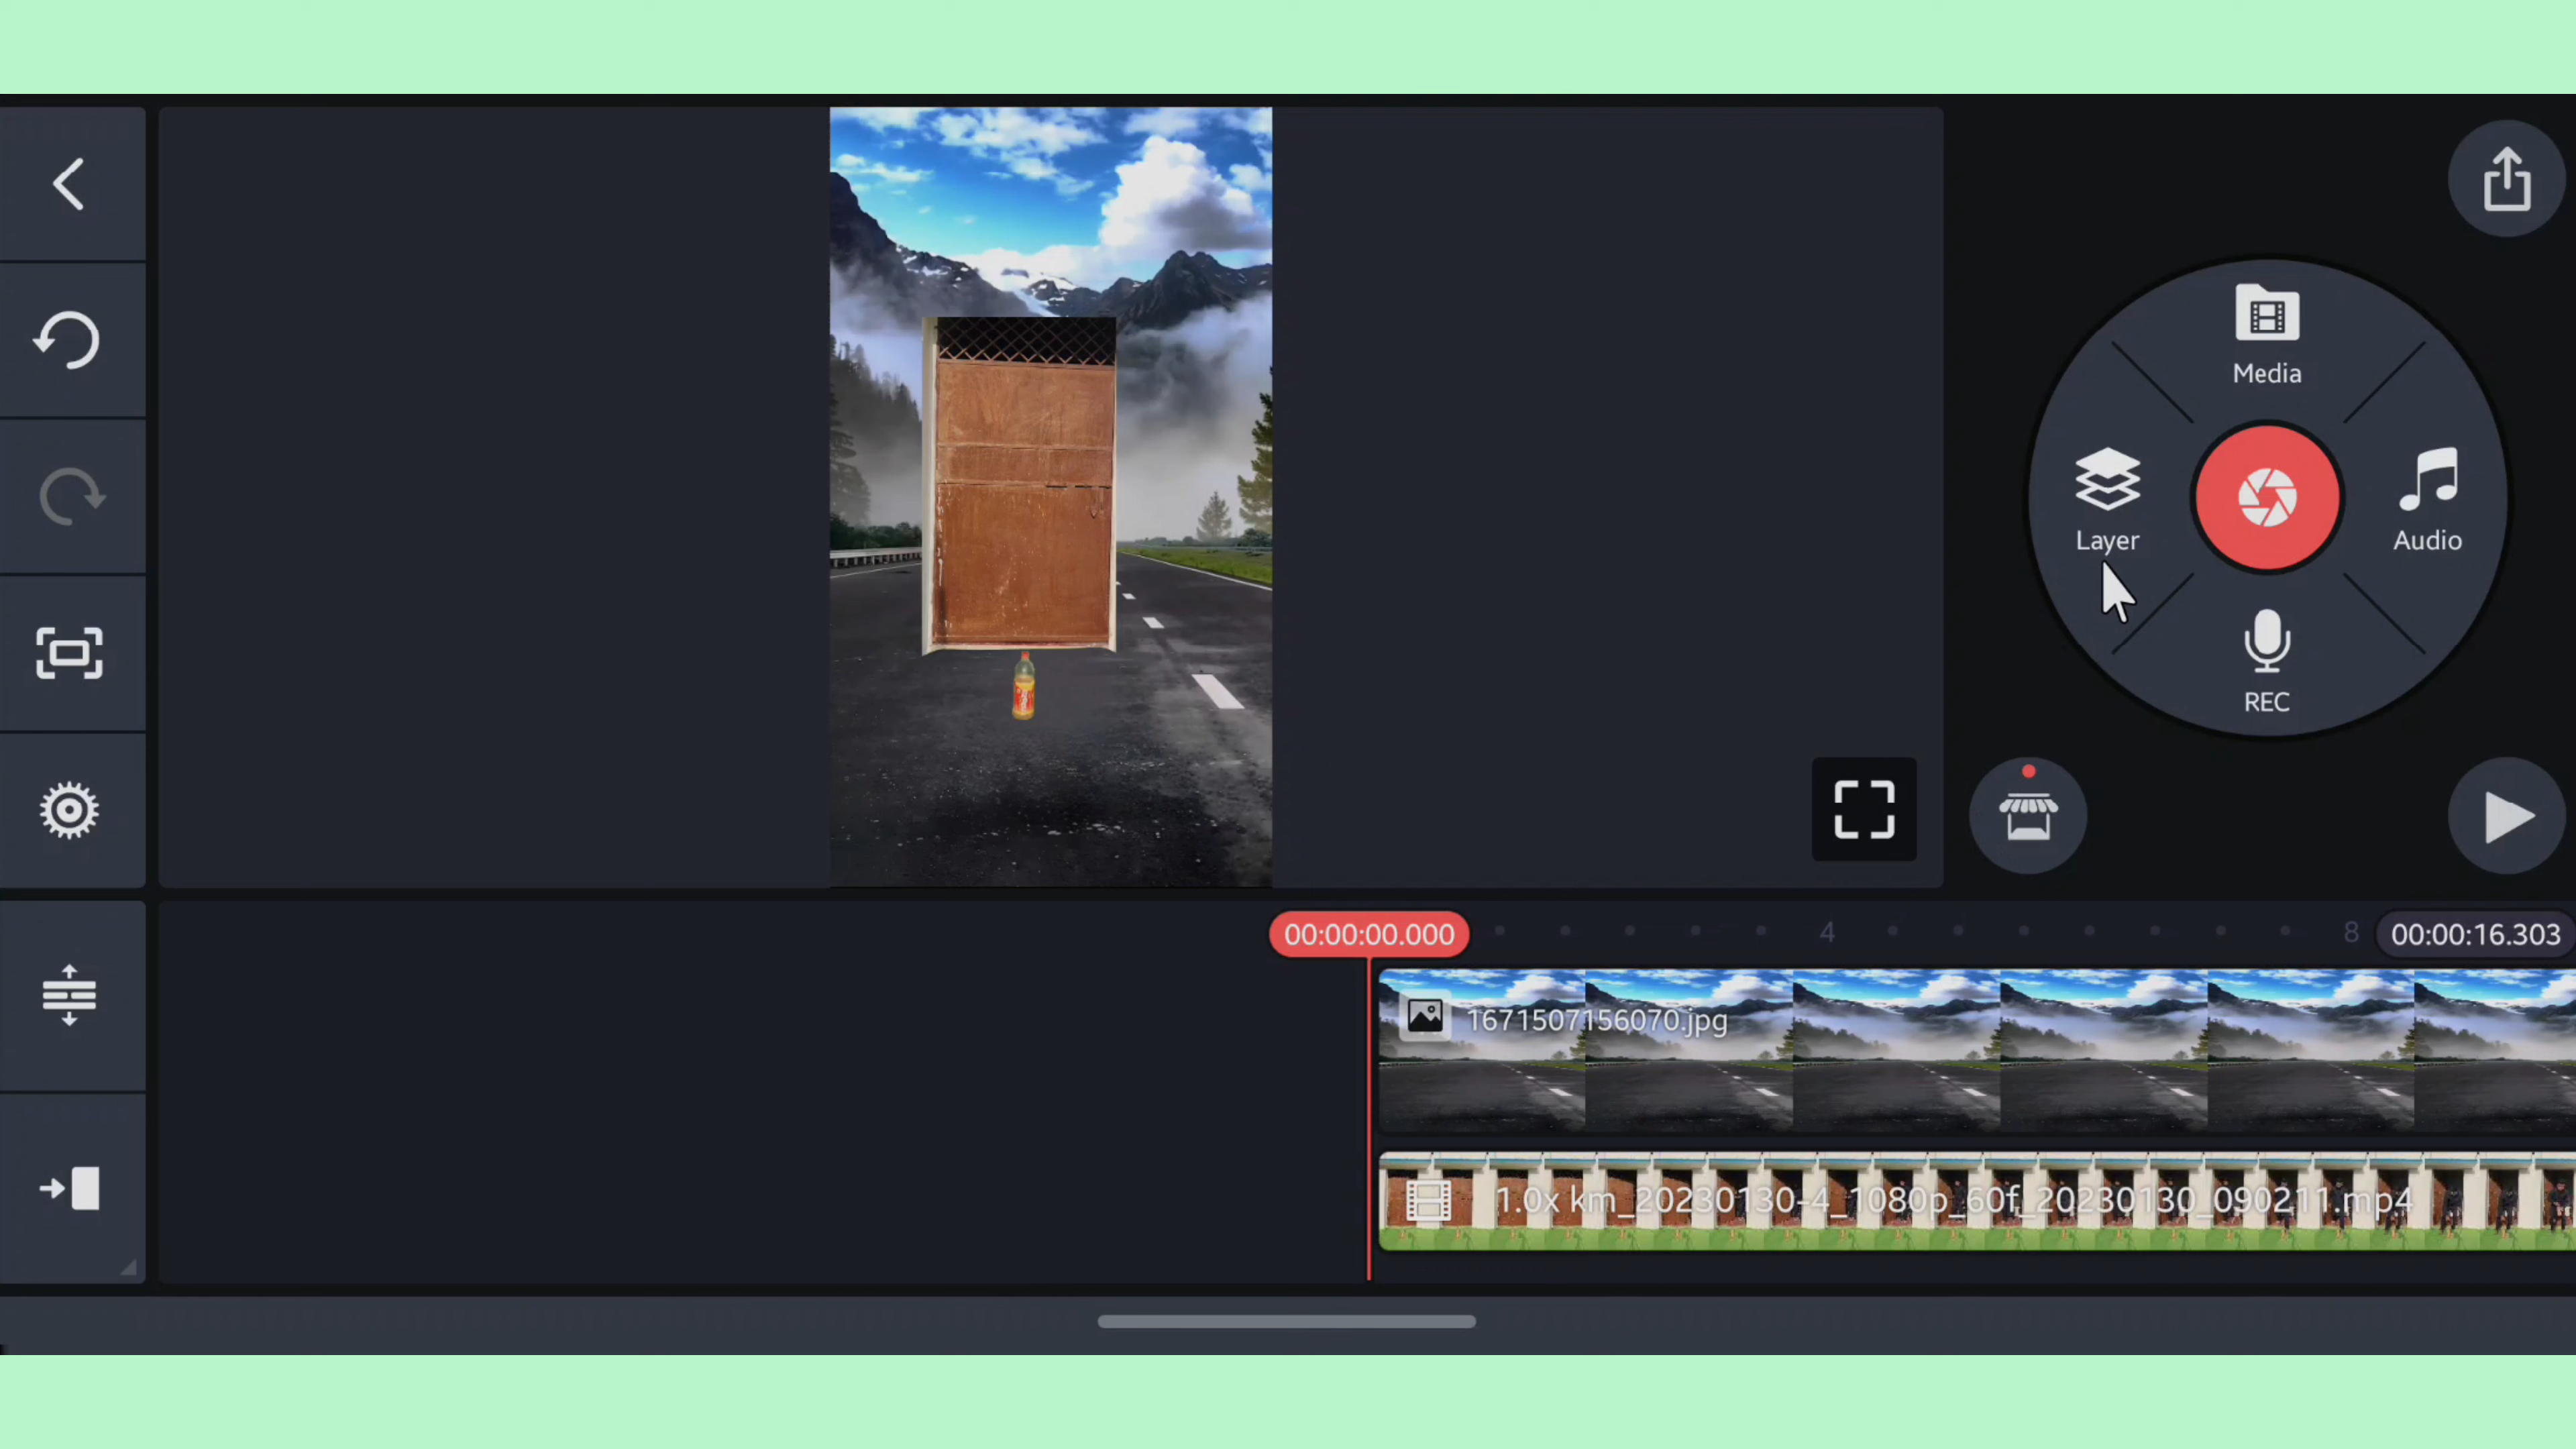 Media
Layer
Audio
REC
00:00:00.000
4
8
00:00:16.303
1671507156070.jpg
1.0x km_20230130-4_1080p_60f_20230130_090211.mp4